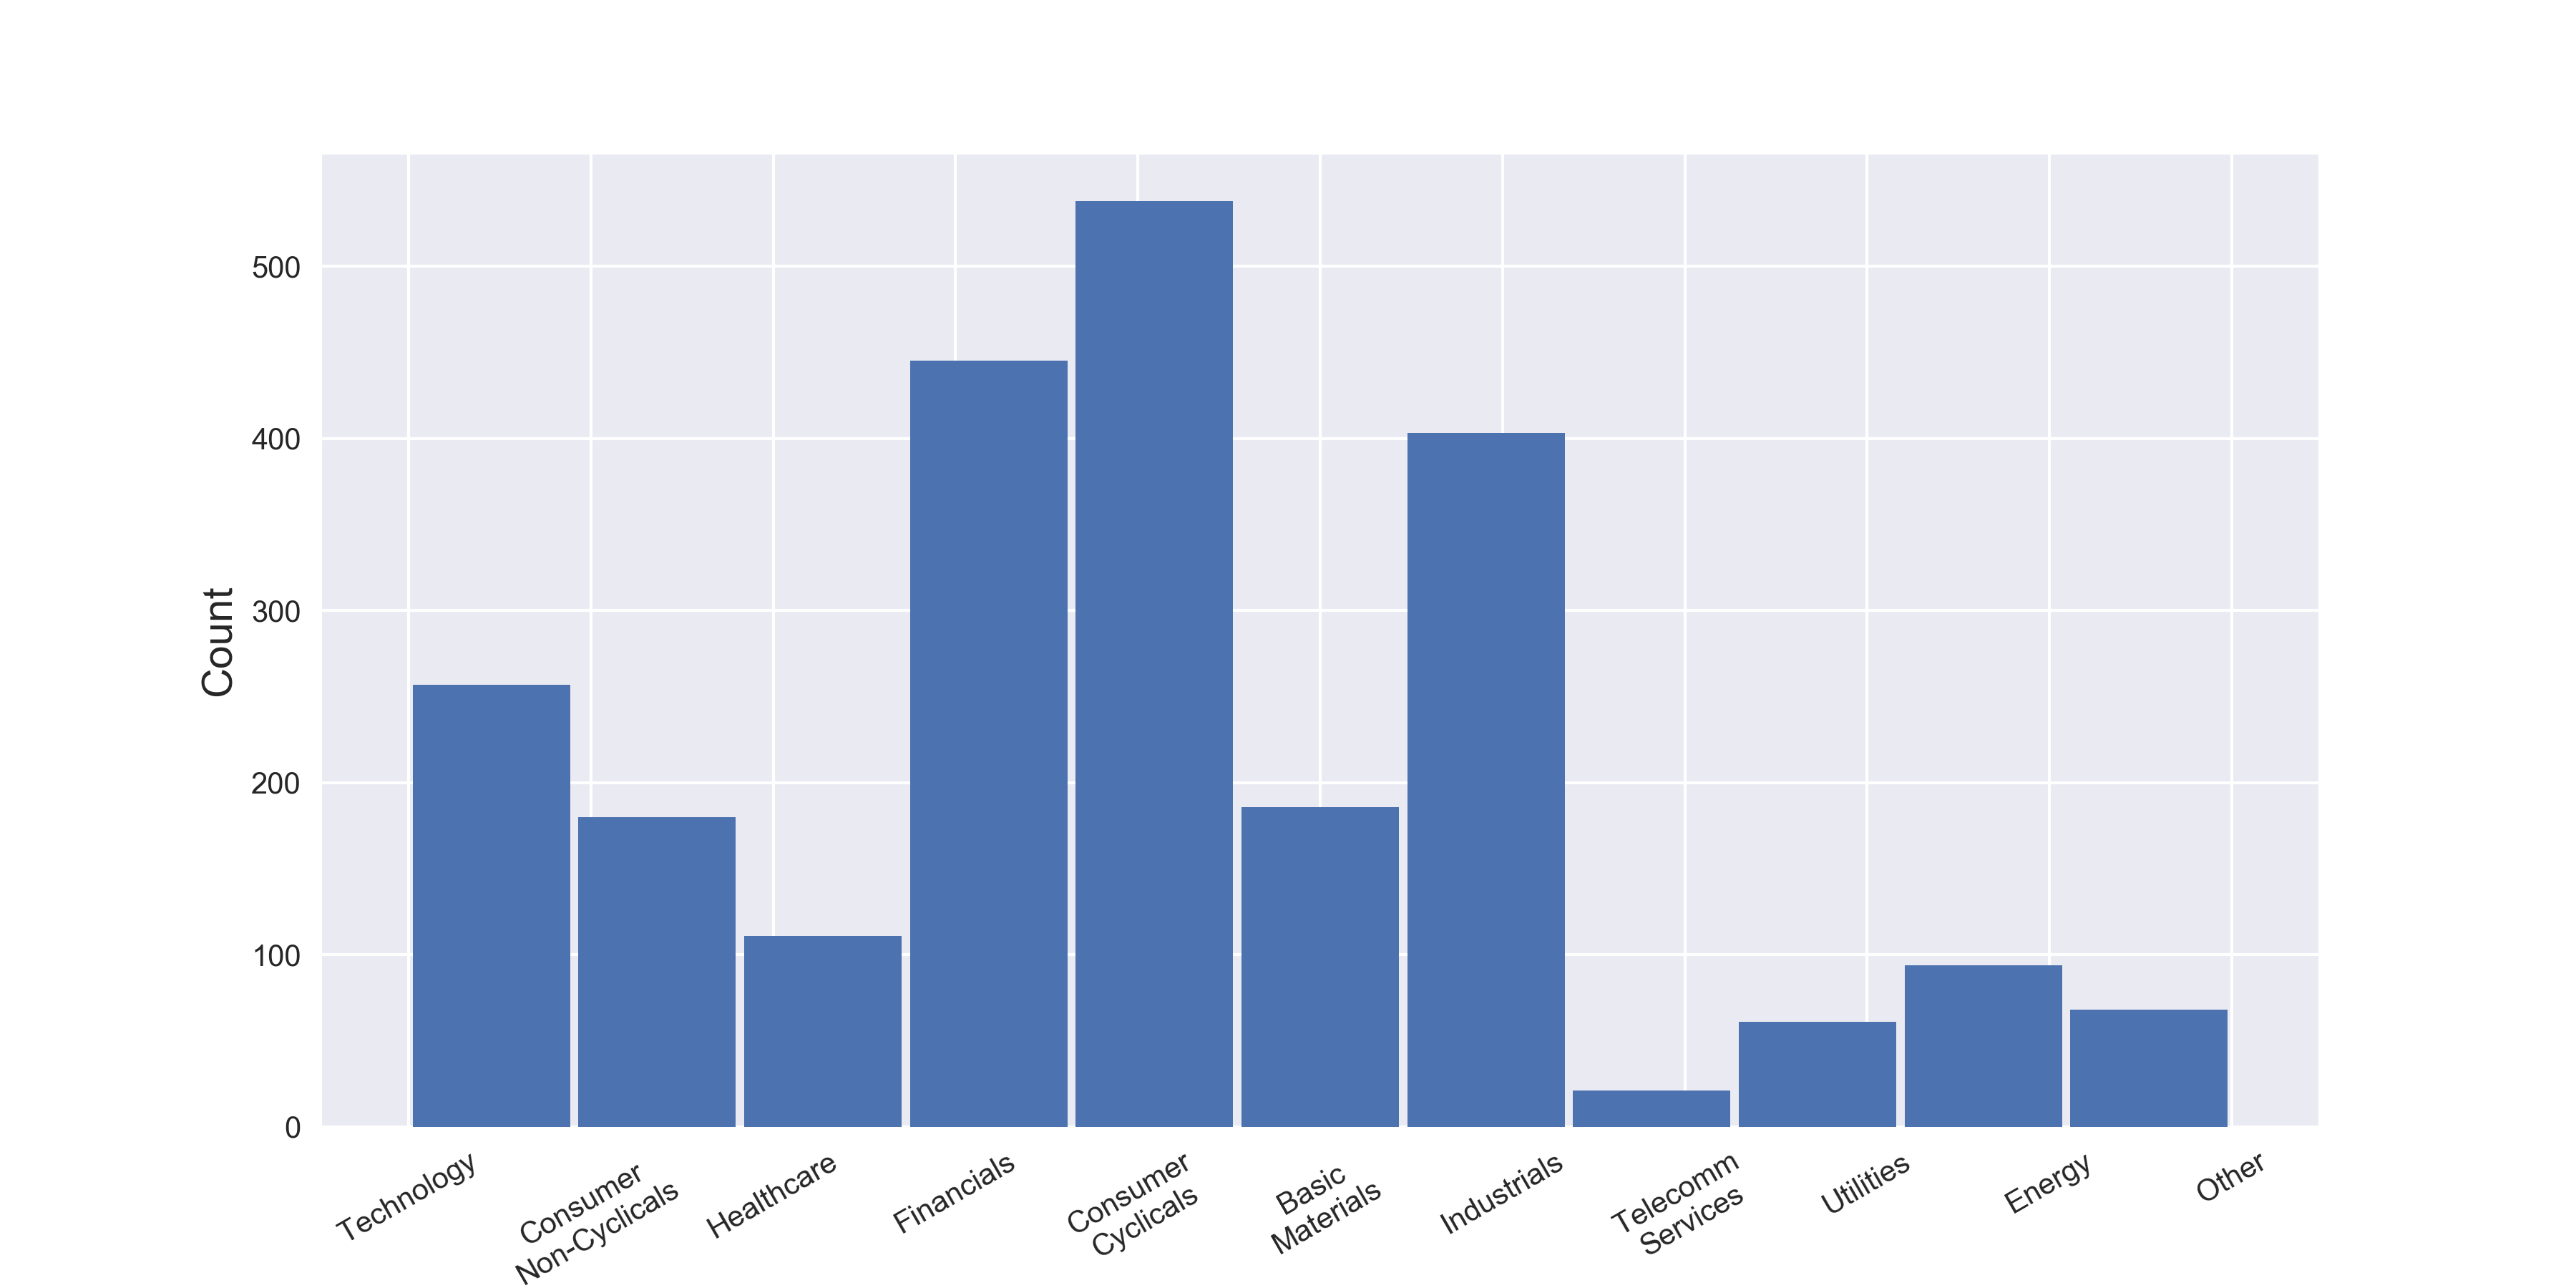 Count
500
400
300
200
100
0
Technology
Consumer
Non-Cyclicals
Healthcare
Financials
Consumer
Cyclicals
Basic
Materials
Industrials
Telecomm
Services
Utilities
Energy
Other